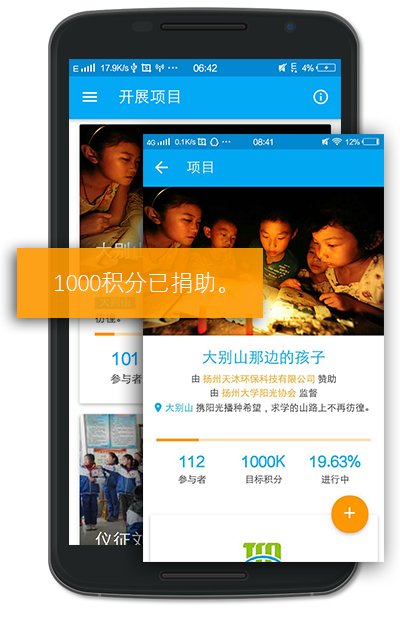 E 17.9K/s ··· 06:42 4%
开展项目
4G 0.1K/s ··· 08:41 12%
项目
大别山
1000积分已捐助。
大别山
彷徨。
大别山那边的孩子
由 扬州天沐环保科技有限公司 赞助
由 扬州大学阳光协会 监督
大别山 携阳光播种希望，求学的山路上不再彷徨。
101
参与者
112 1000K 19.63%
参与者 目标积分 进行中
+
仪征文